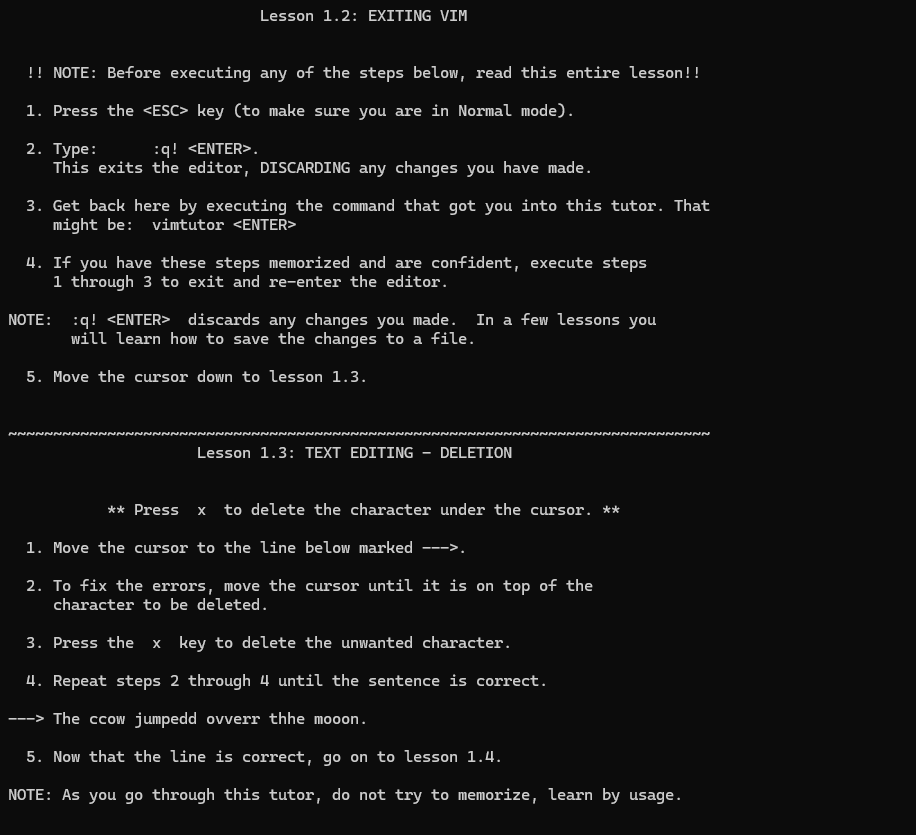 Lesson 1.2: EXITING VIM
!! NOTE: Before executing any of the steps below, read this entire lesson!!
1. Press the <ESC> key (to make sure you are in Normal mode).
2. Type:      :q! <ENTER>.
This exits the editor, DISCARDING any changes you have made.
3. Get back here by executing the command that got you into this tutor. That
might be:  vimtutor <ENTER>
4. If you have these steps memorized and are confident, execute steps
1 through 3 to exit and re-enter the editor.
NOTE:  :q! <ENTER>  discards any changes you made.  In a few lessons you
will learn how to save the changes to a file.
5. Move the cursor down to lesson 1.3.
~~~~~~~~~~~~~~~~~~~~~~~~~~~~~~~~~~~~~~~~~~~~~~~~~~~~~~~~~~~~~~~~~~~~~~~~~~~~~~
Lesson 1.3: TEXT EDITING - DELETION
** Press  x  to delete the character under the cursor. **
1. Move the cursor to the line below marked --->.
2. To fix the errors, move the cursor until it is on top of the
character to be deleted.
3. Press the  x  key to delete the unwanted character.
4. Repeat steps 2 through 4 until the sentence is correct.
---> The ccow jumpedd ovverr thhe mooon.
5. Now that the line is correct, go on to lesson 1.4.
NOTE: As you go through this tutor, do not try to memorize, learn by usage.